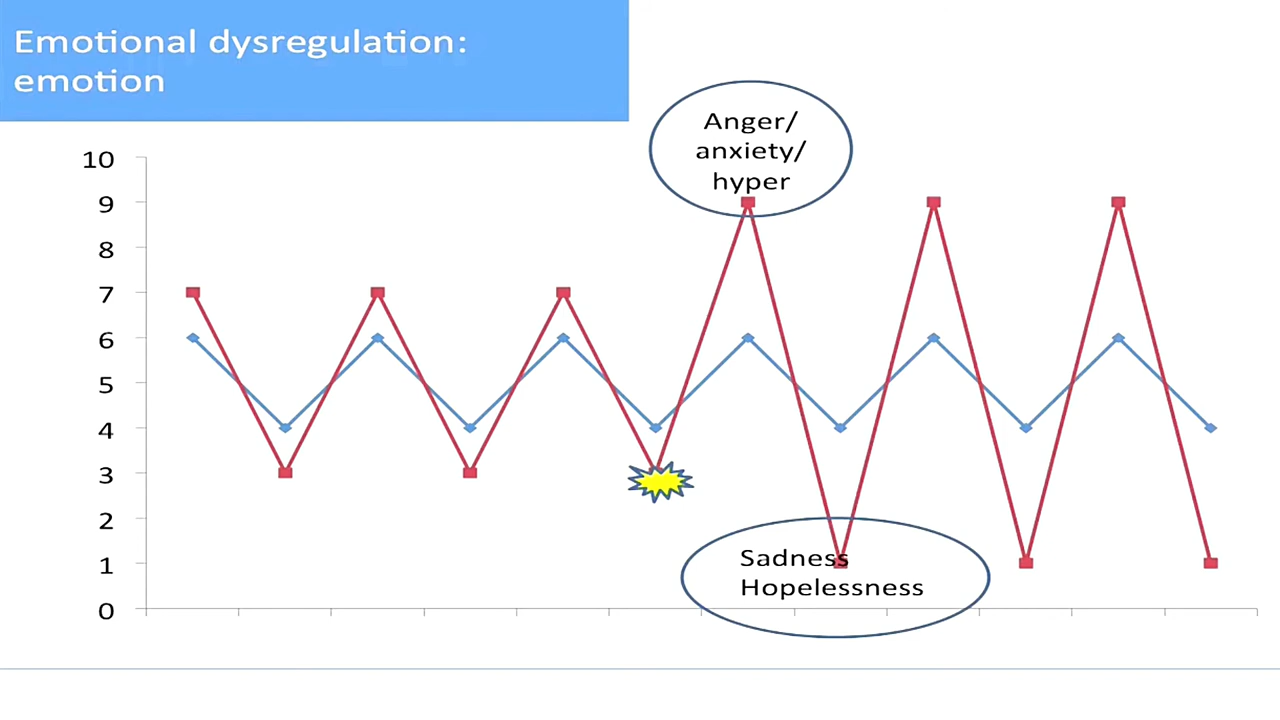 Emotional dysregulation:
emotion
Anger/
anxiety/
hyper
10
9
8
7
6
5
4
3
2
1
0
Sadness
Hopelessness